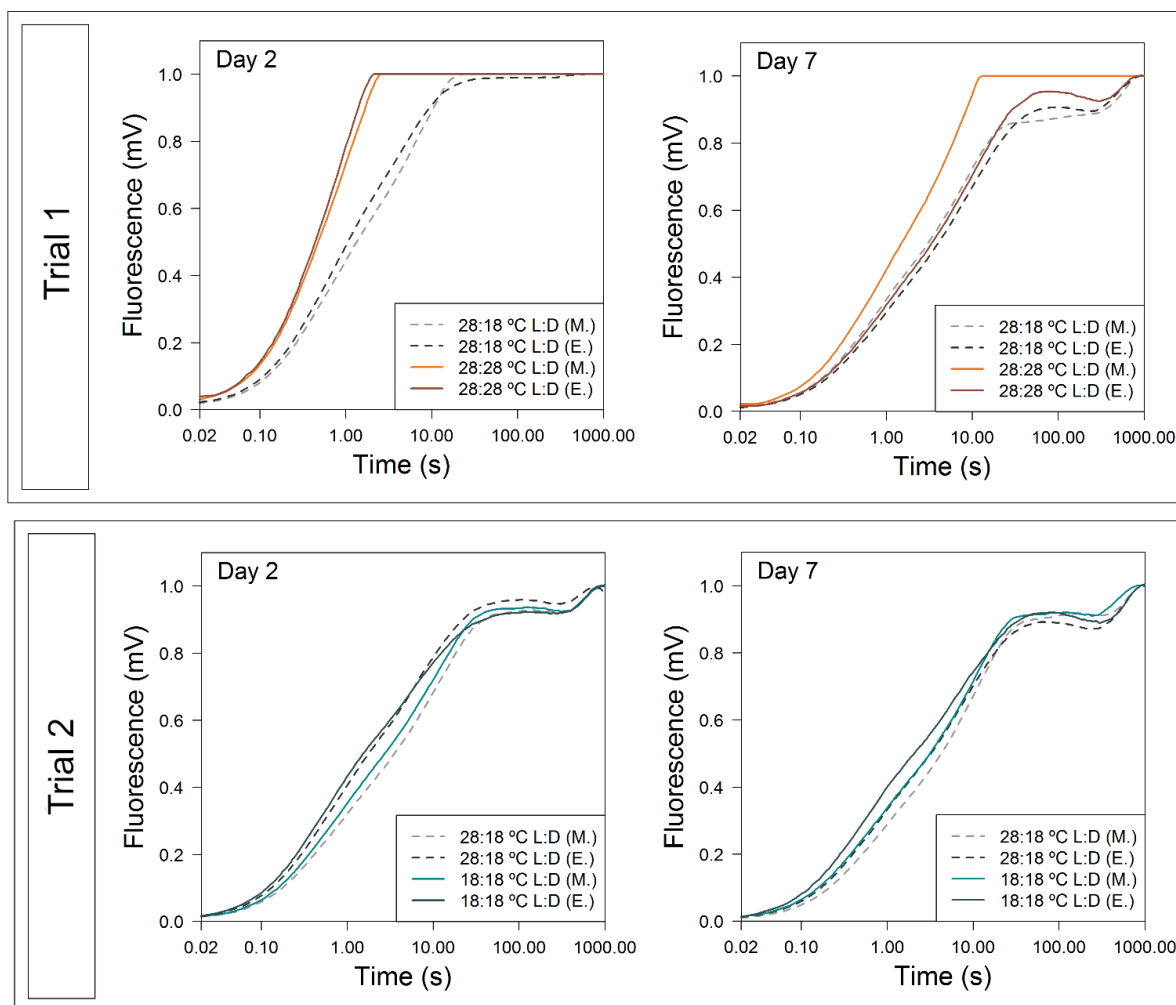 Trial 1
Day 2
Fluorescence (mV)
1.0
0.8
0.6
0.4
0.2
0.0
28:18 ºC L:D (M.)
28:18 ºC L:D (E.)
28:28 ºC L:D (M.)
28:28 ºC L:D (E.)
0.02 0.10 1.00 10.00 100.00 1000.00
Time (s)
Day 7
Fluorescence (mV)
1.0
0.8
0.6
0.4
0.2
0.0
28:18 ºC L:D (M.)
28:18 ºC L:D (E.)
28:28 ºC L:D (M.)
28:28 ºC L:D (E.)
0.02 0.10 1.00 10.00 100.00 1000.00
Time (s)
Trial 2
Day 2
Fluorescence (mV)
1.0
0.8
0.6
0.4
0.2
0.0
28:18 ºC L:D (M.)
28:18 ºC L:D (E.)
18:18 ºC L:D (M.)
18:18 ºC L:D (E.)
0.02 0.10 1.00 10.00 100.00 1000.00
Time (s)
Day 7
Fluorescence (mV)
1.0
0.8
0.6
0.4
0.2
0.0
28:18 ºC L:D (M.)
28:18 ºC L:D (E.)
18:18 ºC L:D (M.)
18:18 ºC L:D (E.)
0.02 0.10 1.00 10.00 100.00 1000.00
Time (s)